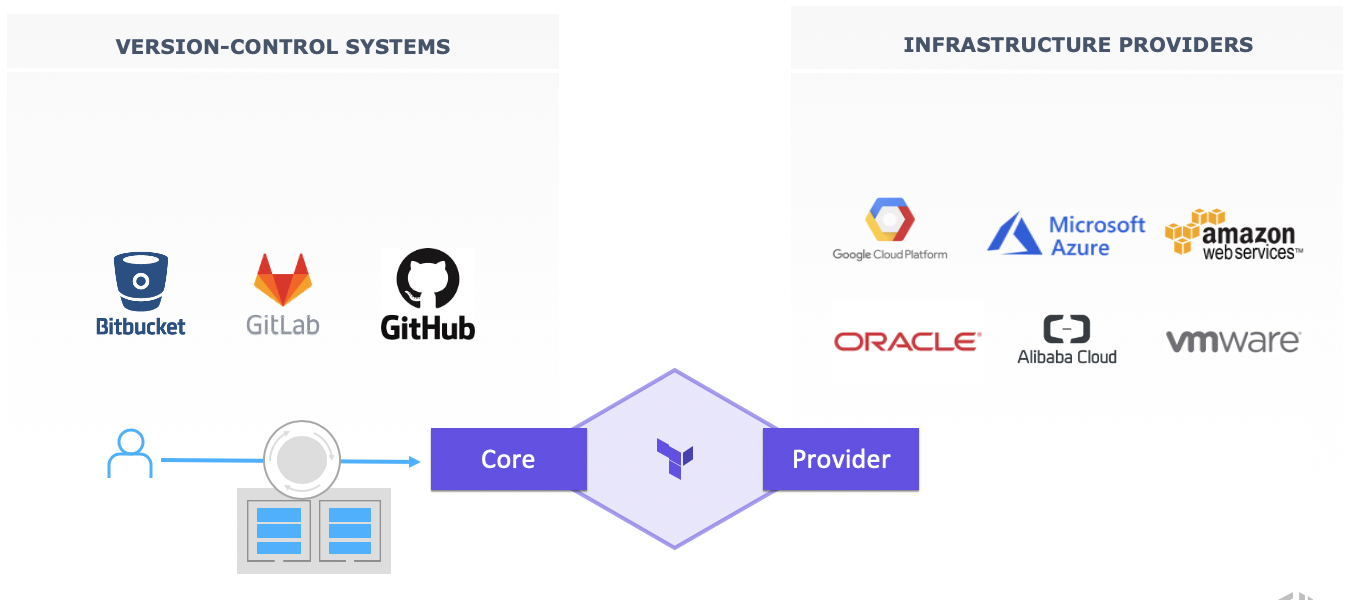 VERSION-CONTROL SYSTEMS
INFRASTRUCTURE PROVIDERS
Bitbucket
GitLab
GitHub
Google Cloud Platform
Microsoft
Azure
amazon
web services™
ORACLE®
Alibaba Cloud
vmware®
Core
Provider